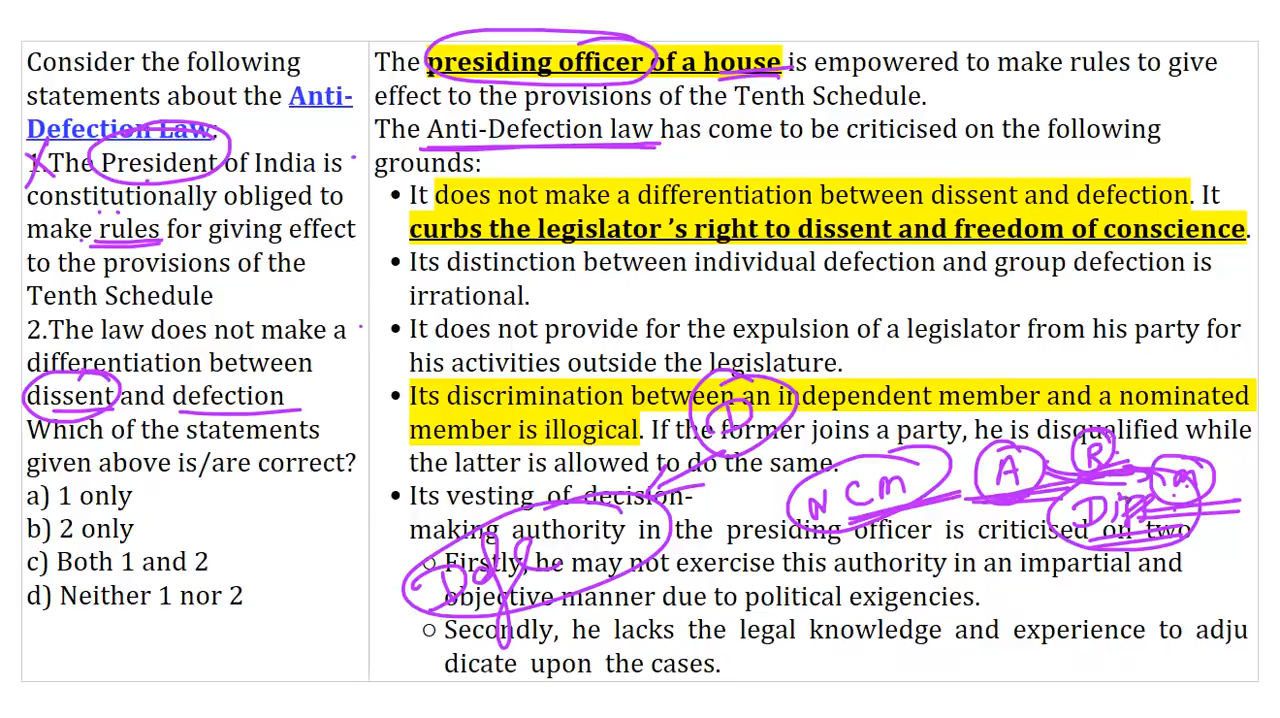 Consider the following
statements about the Anti-
Defection Law:
1.The President of India is
constitutionally obliged to
make rules for giving effect
to the provisions of the
Tenth Schedule
2.The law does not make a
differentiation between
dissent and defection
Which of the statements
given above is/are correct?
a) 1 only
b) 2 only
c) Both 1 and 2
d) Neither 1 nor 2
The presiding officer of a house is empowered to make rules to give
effect to the provisions of the Tenth Schedule.
The Anti-Defection law has come to be criticised on the following
grounds:
• It does not make a differentiation between dissent and defection. It
curbs the legislator 's right to dissent and freedom of conscience.
• Its distinction between individual defection and group defection is
irrational.
• It does not provide for the expulsion of a legislator from his party for
his activities outside the legislature.
• Its discrimination between an independent member and a nominated
member is illogical. If the former joins a party, he is disqualified while
the latter is allowed to do the same.
• Its vesting of decision-
making authority in the presiding officer is criticised on two
○ Firstly, he may not exercise this authority in an impartial and
objective manner due to political exigencies.
○ Secondly, he lacks the legal knowledge and experience to adju
dicate upon the cases.
D
N CM
A
R
m